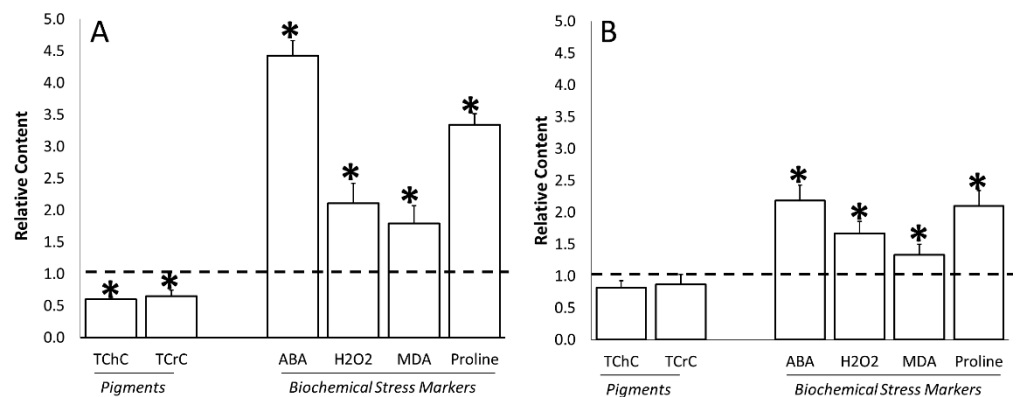 A
Relative Content
5.0
4.5
4.0
3.5
3.0
2.5
2.0
1.5
1.0
0.5
0.0
* * * * * *
TChC TCrC ABA H2O2 MDA Proline
Pigments Biochemical Stress Markers
B
Relative Content
5.0
4.5
4.0
3.5
3.0
2.5
2.0
1.5
1.0
0.5
0.0
* * * *
TChC TCrC ABA H2O2 MDA Proline
Pigments Biochemical Stress Markers